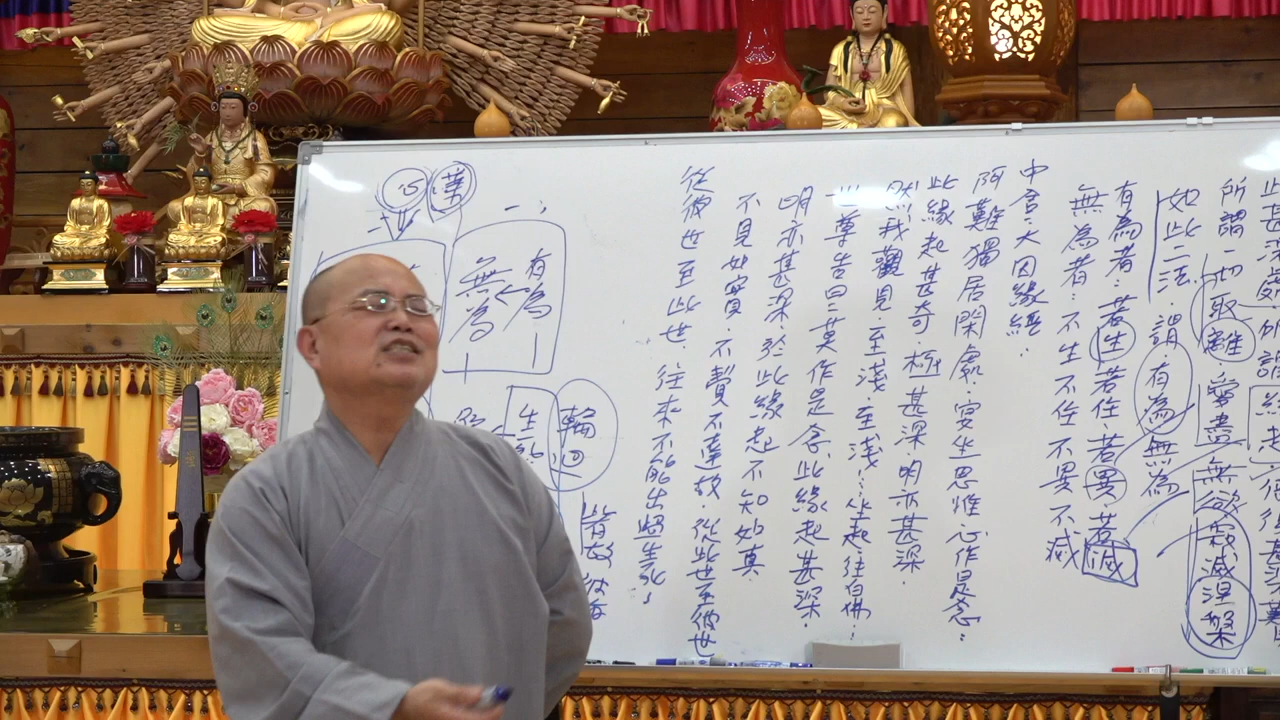 此甚深處
所謂一切取離愛盡無欲寂滅涅槃
如此二法謂有為無為
有為者若生若住若異若滅
無為者不生不住不異不滅
中含大因緣經
阿難獨居閑處安坐思惟心作是念
此緣起甚奇極甚深明亦甚深
然我觀見至淺至淺坐起往白佛
世尊告曰莫作是念此緣起甚深
明亦甚深於此緣起不知如真
不見如實不覺不達故從此世至彼世
從彼世至此世往來不能出過生死
業
心
有為
無為
輪迴
生死